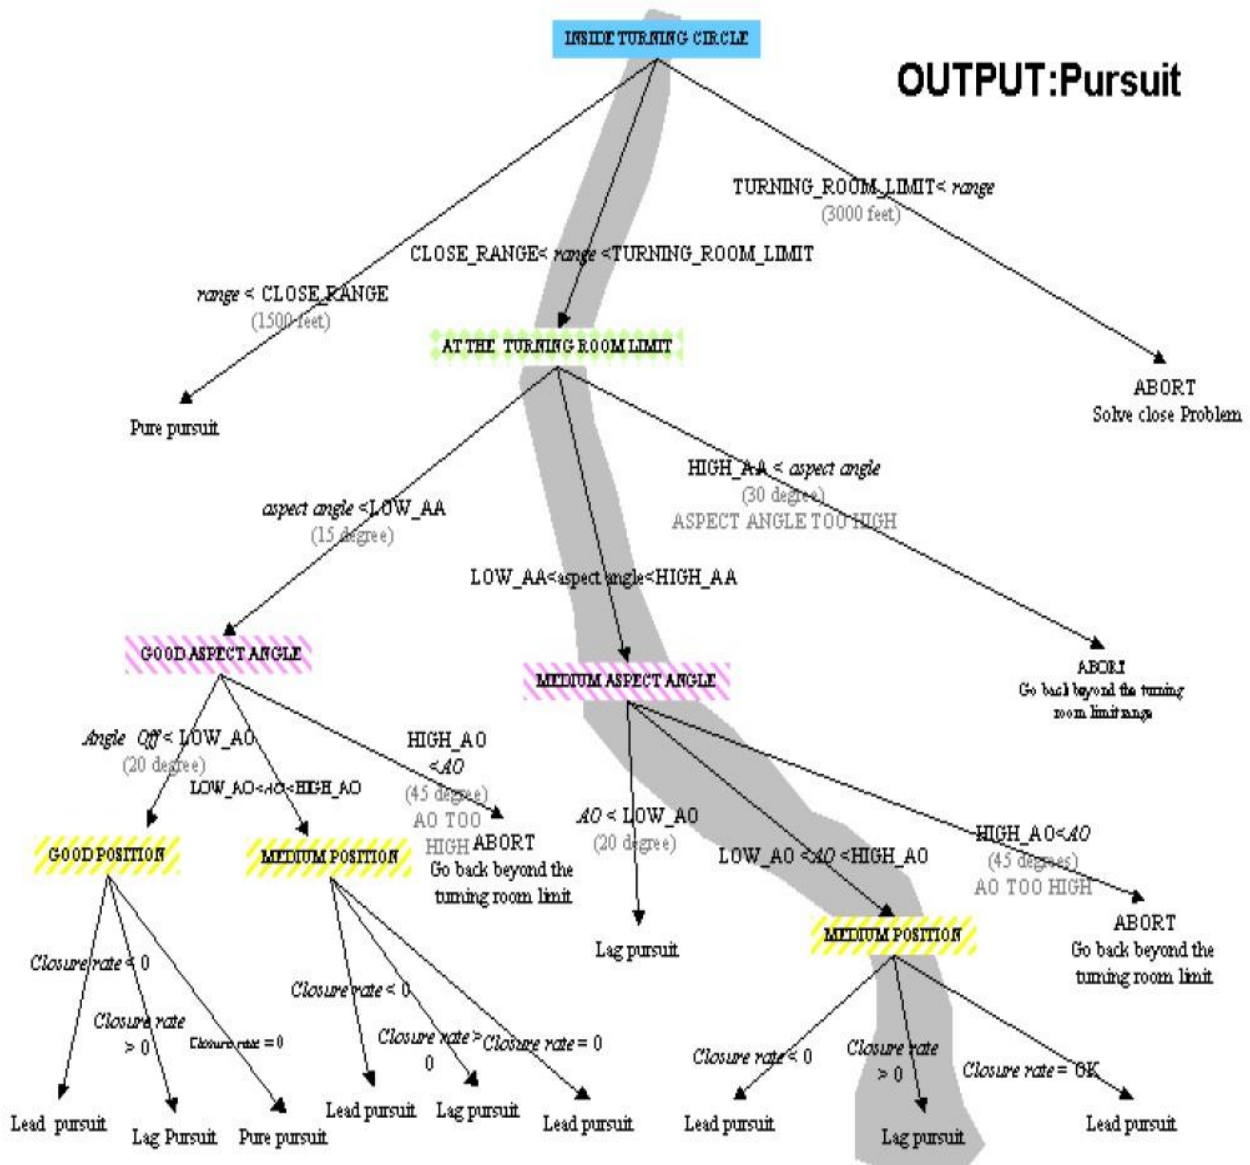 INSIDE TURNING CIRCLE
OUTPUT:Pursuit
TURNING_ROOM_LIMIT< range
(3000 feet)
CLOSE_RANGE< range <TURNING_ROOM_LIMIT
range < CLOSE_RANGE
(1500 feet)
AT THE TURNING ROOM LIMIT
ABORT
Solve close Problem
Pure pursuit
HIGH_AA < aspect angle
(30 degree)
ASPECT ANGLE TOO HIGH
aspect angle <LOW_AA
(15 degree)
LOW_AA<aspect angle<HIGH_AA
GOOD ASPECT ANGLE
MEDIUM ASPECT ANGLE
ABORT
Go back beyond the turning
room limit range
Angle Off < LOW_AO
(20 degree)
LOW_AO<AO<HIGH_AO
HIGH_AO
<AO
(45 degree)
AO TOO
HIGH
ABORT
Go back beyond the
turning room limit
AO < LOW_AO
(20 degree)
LOW_AO <AO <HIGH_AO
HIGH_AO<AO
(45 degrees)
AO TOO HIGH
GOOD POSITION
MEDIUM POSITION
Lag pursuit
MEDIUM POSITION
ABORT
Go back beyond the
turning room limit
Closure rate < 0
Closure rate
> 0
Closure rate = 0
Closure rate < 0
Closure rate >
0
Closure rate = 0
Closure rate < 0
Closure rate
> 0
Closure rate = OK
Lead pursuit
Lag Pursuit
Pure pursuit
Lead pursuit
Lag pursuit
Lead pursuit
Lead pursuit
Lag pursuit
Lead pursuit